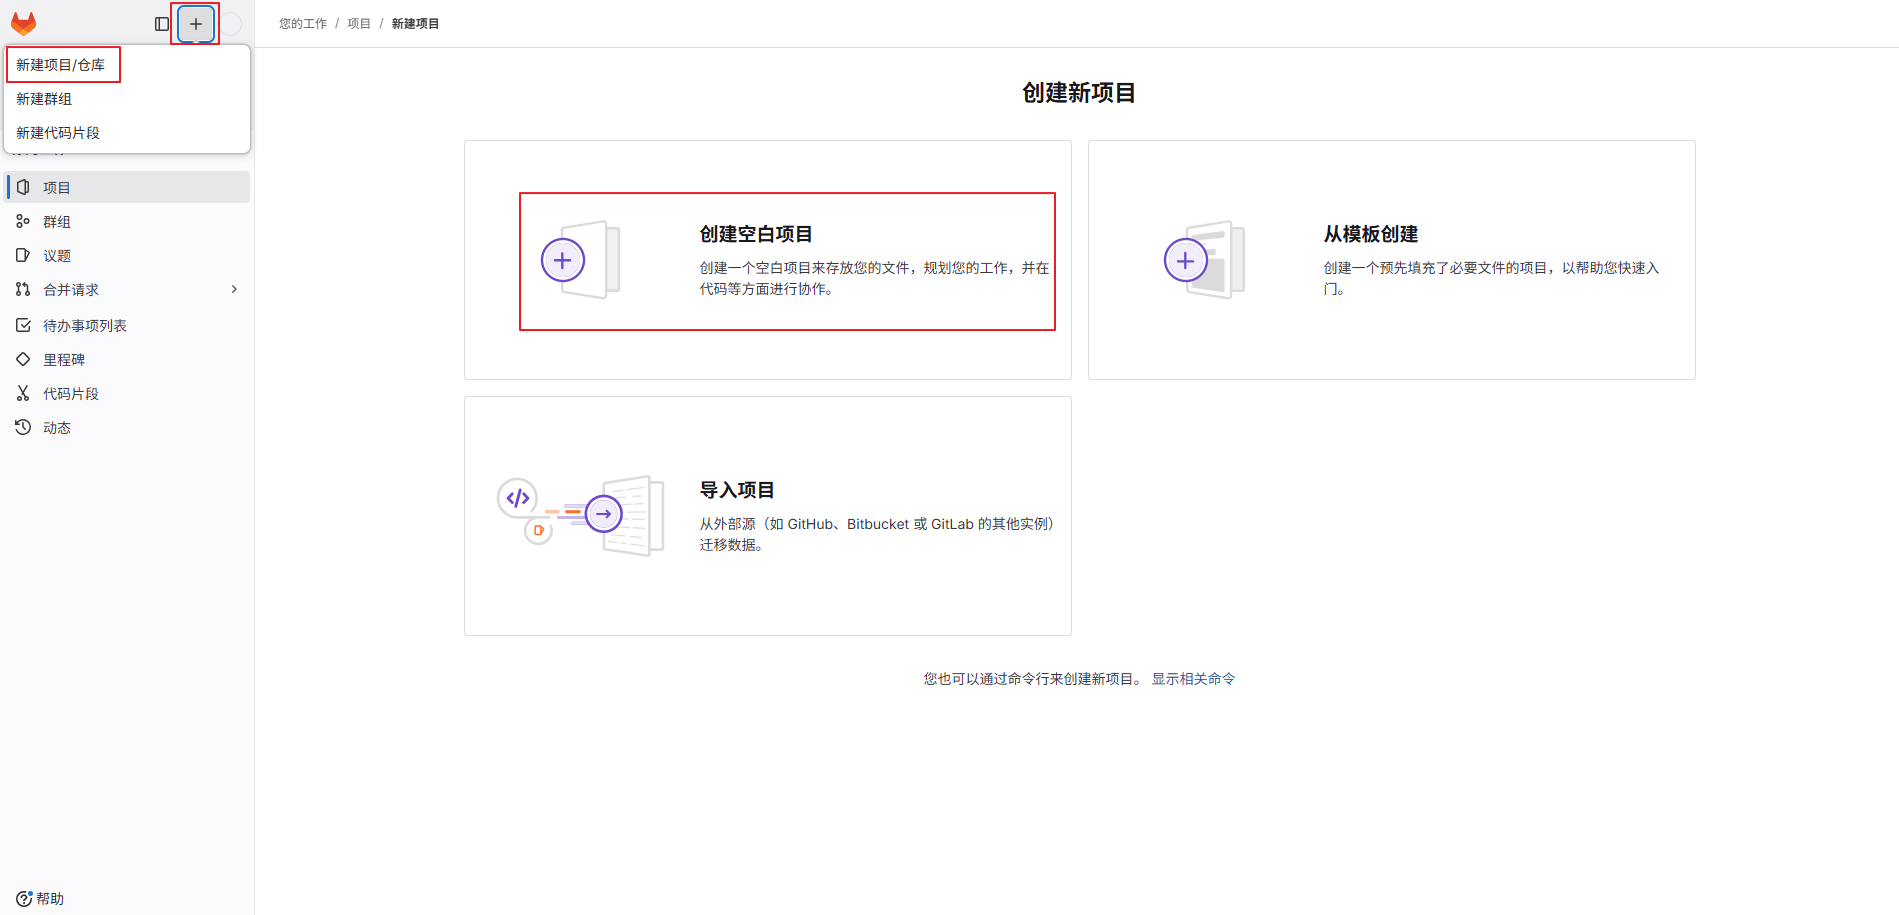 您的工作 / 项目 / 新建项目
新建项目/仓库
新建群组
新建代码片段
项目
群组
议题
合并请求
待办事项列表
里程碑
代码片段
动态
帮助
创建新项目
创建空白项目
创建一个空白项目来存放您的文件，规划您的工作，并在
代码等方面进行协作。
从模板创建
创建一个预先填充了必要文件的项目，以帮助您快速入
门。
导入项目
从外部源（如 GitHub、Bitbucket 或 GitLab 的其他实例）
迁移数据。
您也可以通过命令行来创建新项目。 显示相关命令